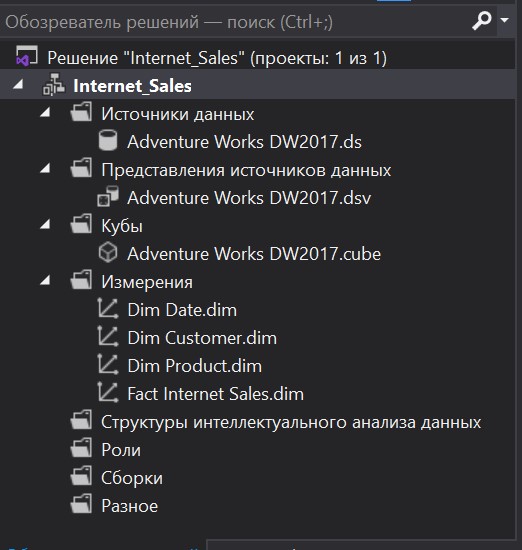 Обозреватель решений — поиск (Ctrl+;)
Решение "Internet_Sales" (проекты: 1 из 1)
Internet_Sales
Источники данных
Adventure Works DW2017.ds
Представления источников данных
Adventure Works DW2017.dsv
Кубы
Adventure Works DW2017.cube
Измерения
Dim Date.dim
Dim Customer.dim
Dim Product.dim
Fact Internet Sales.dim
Структуры интеллектуального анализа данных
Роли
Сборки
Разное